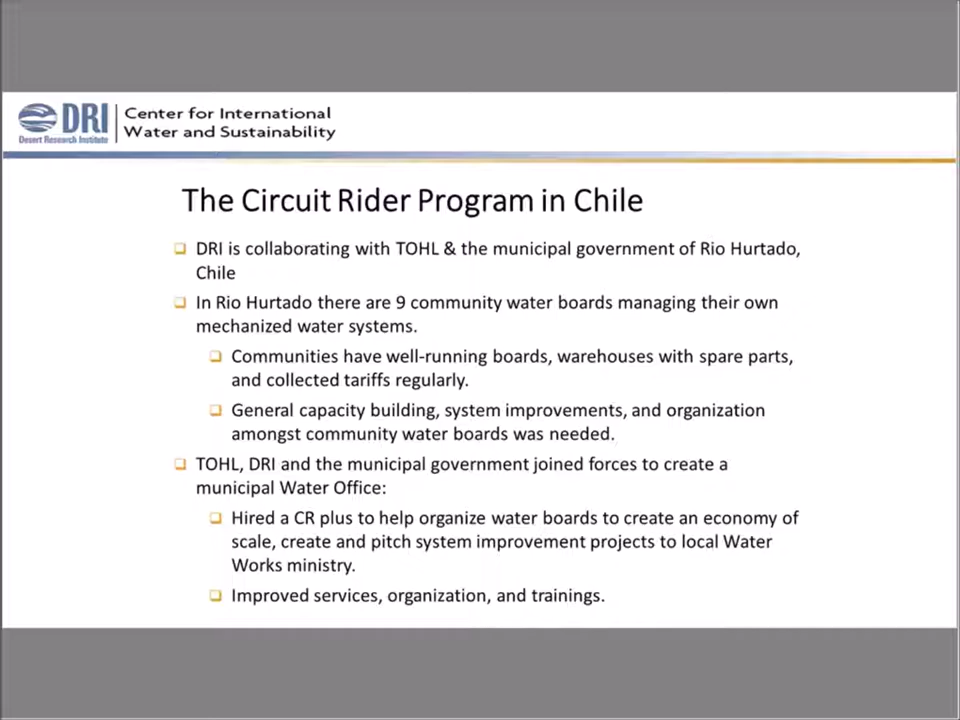 DRI
Desert Research Institute
Center for International
Water and Sustainability
The Circuit Rider Program in Chile
DRI is collaborating with TOHL & the municipal government of Rio Hurtado,
Chile
In Rio Hurtado there are 9 community water boards managing their own
mechanized water systems.
Communities have well-running boards, warehouses with spare parts,
and collected tariffs regularly.
General capacity building, system improvements, and organization
amongst community water boards was needed.
TOHL, DRI and the municipal government joined forces to create a
municipal Water Office:
Hired a CR plus to help organize water boards to create an economy of
scale, create and pitch system improvement projects to local Water
Works ministry.
Improved services, organization, and trainings.